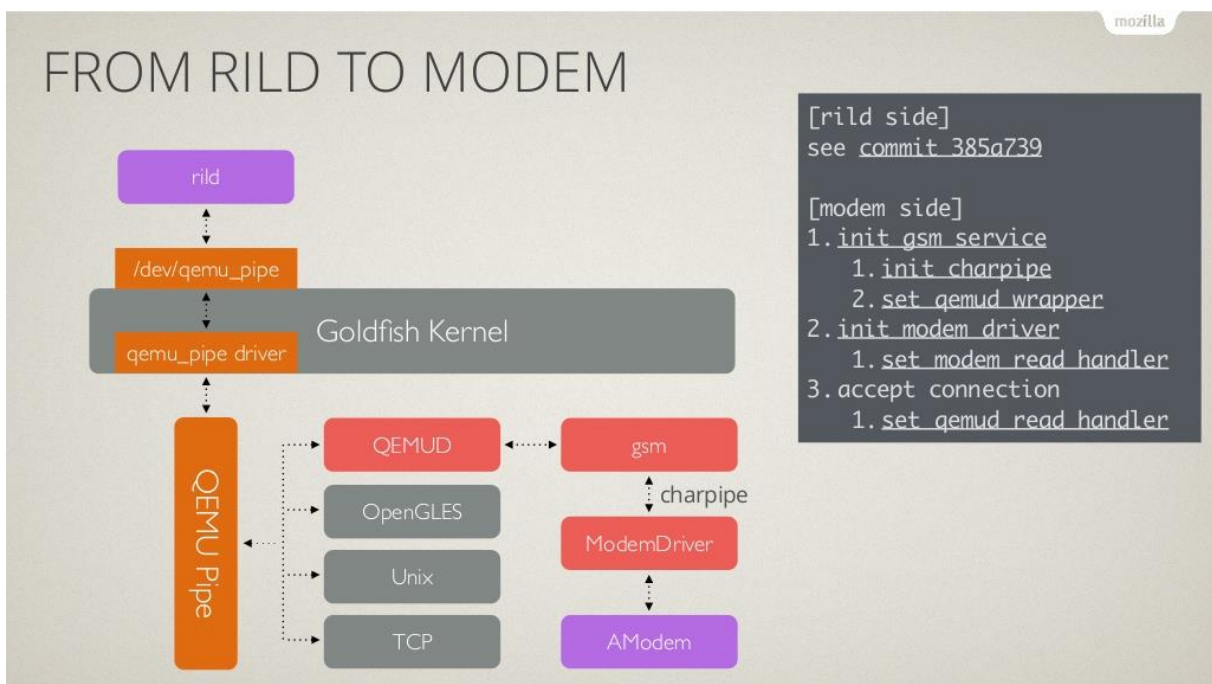 mozilla
FROM RILD TO MODEM
rild
/dev/qemu_pipe
Goldfish Kernel
qemu_pipe driver
QEMU Pipe
QEMUD
gsm
charpipe
OpenGLES
ModemDriver
Unix
TCP
AModem
[rild side]
see commit 385a739
[modem side]
1. init gsm service
1. init charpipe
2. set qemud wrapper
2. init modem driver
1. set modem read handler
3. accept connection
1. set qemud read handler